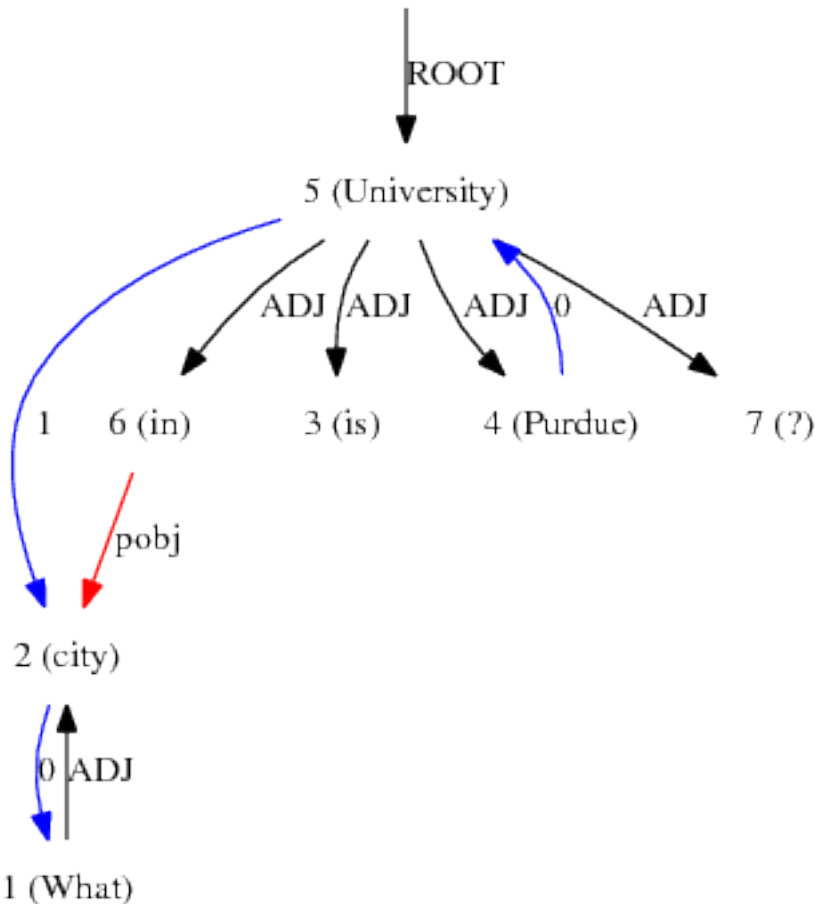 ROOT
5 (University)
ADJ ADJ ADJ 0 ADJ
1 6 (in) 3 (is) 4 (Purdue) 7 (?)
pobj
2 (city)
0 ADJ
1 (What)